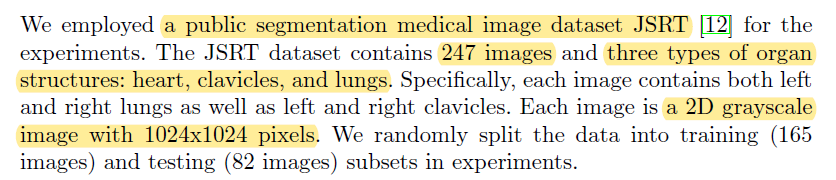 We employed a public segmentation medical image dataset JSRT [12] for the
experiments. The JSRT dataset contains 247 images and three types of organ
structures: heart, clavicles, and lungs. Specifically, each image contains both left
and right lungs as well as left and right clavicles. Each image is a 2D grayscale
image with 1024x1024 pixels. We randomly split the data into training (165
images) and testing (82 images) subsets in experiments.